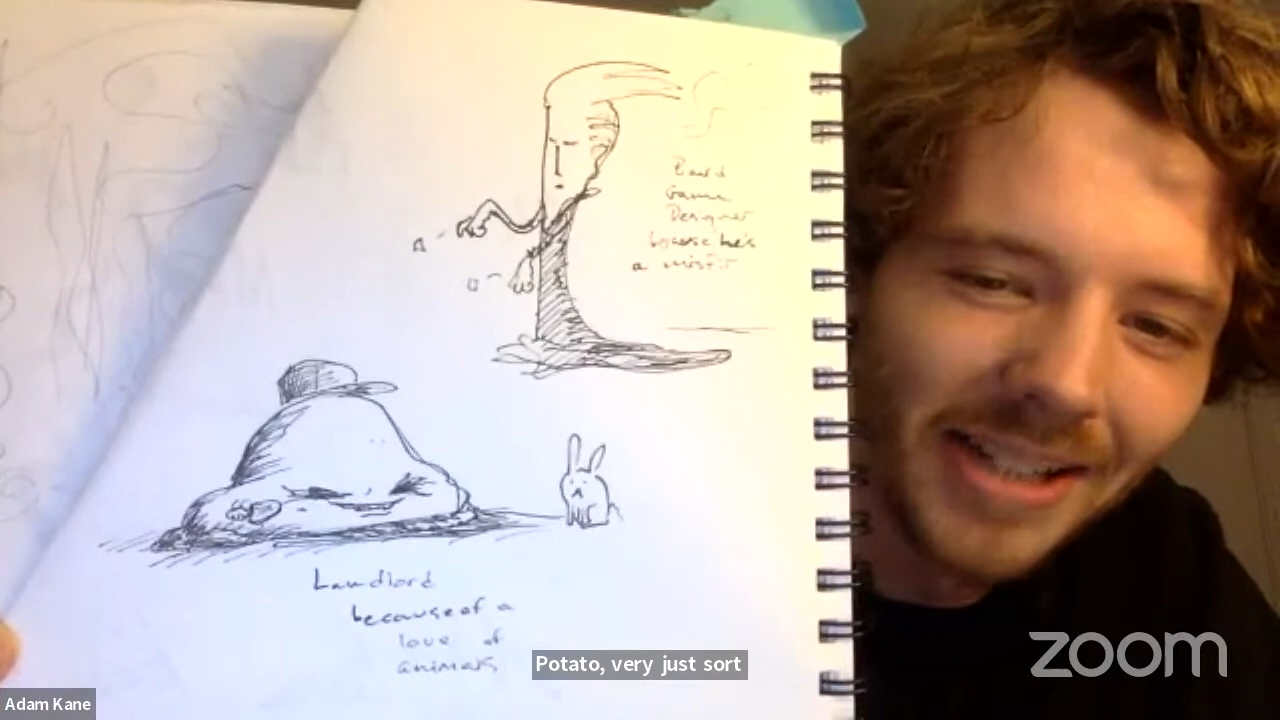 Board
Game
Designer
because he's
a misfit
Landlord
because of a
love of
animals
Potato, very just sort
Adam Kane
zoom